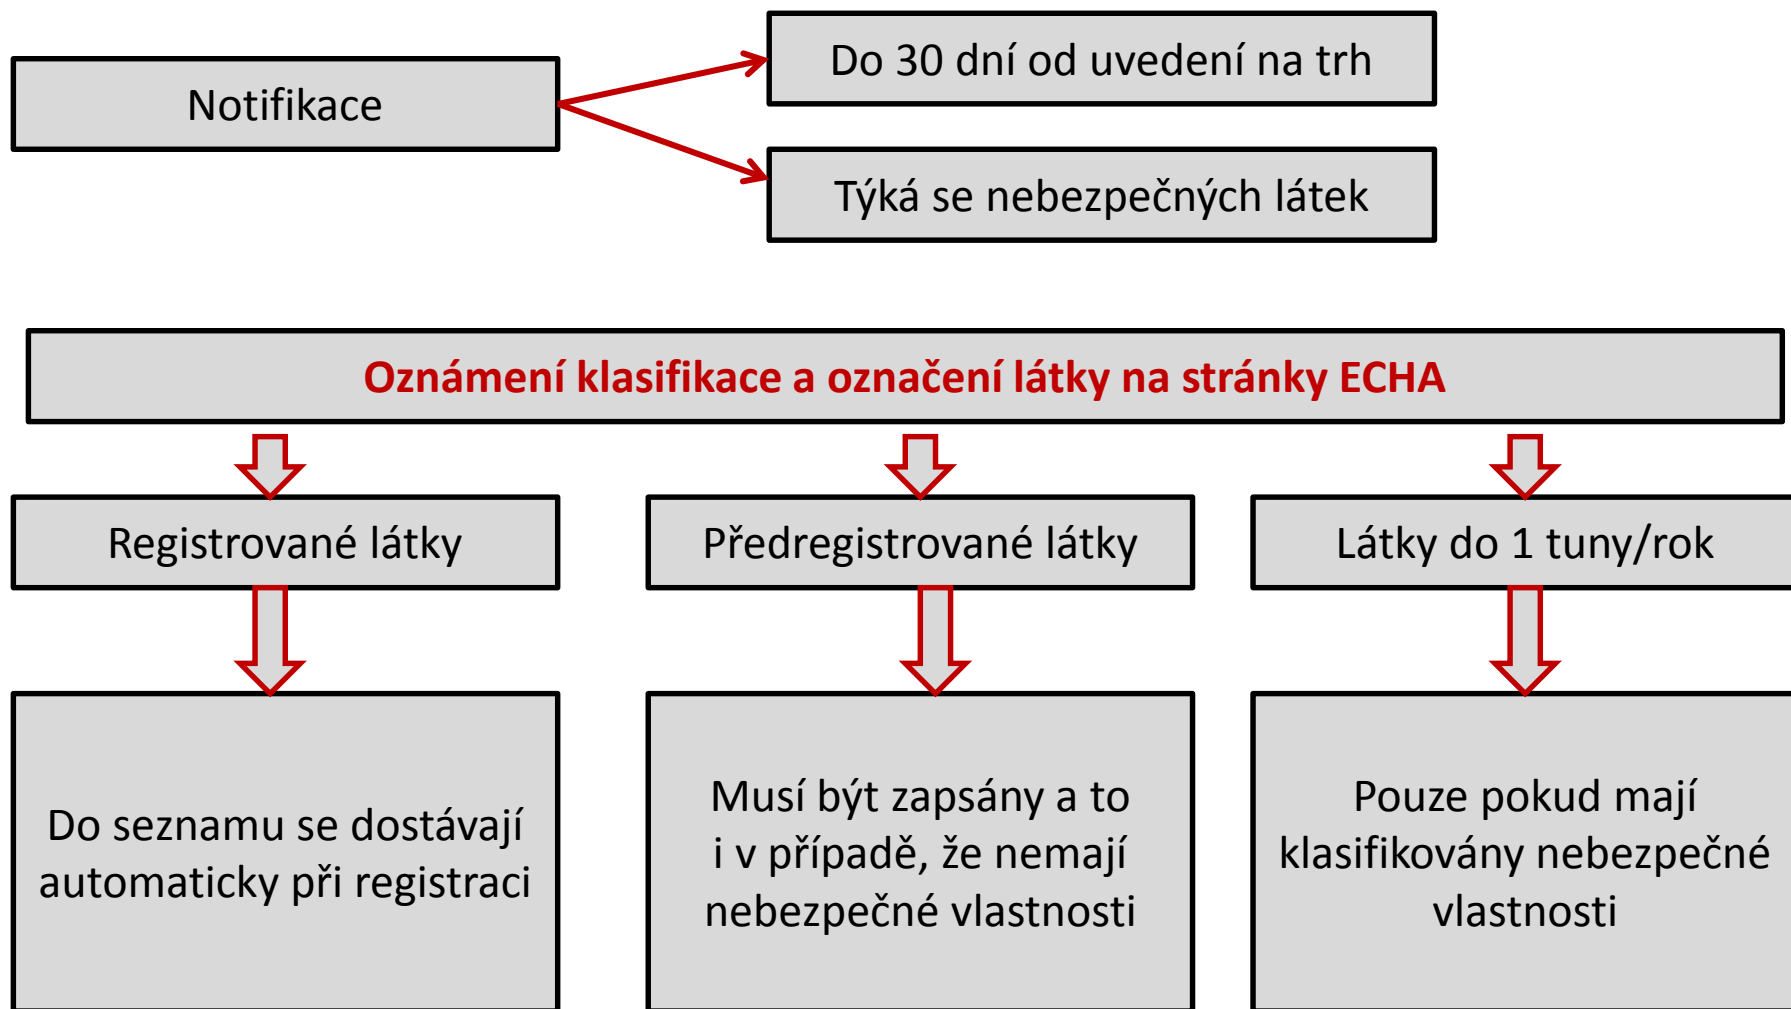 Notifikace
Do 30 dní od uvedení na trh
Týká se nebezpečných látek
Oznámení klasifikace a označení látky na stránky ECHA
Registrované látky
Předregistrované látky
Látky do 1 tuny/rok
Do seznamu se dostávají
automaticky při registraci
Musí být zapsány a to
i v případě, že nemají
nebezpečné vlastnosti
Pouze pokud mají
klasifikovány nebezpečné
vlastnosti